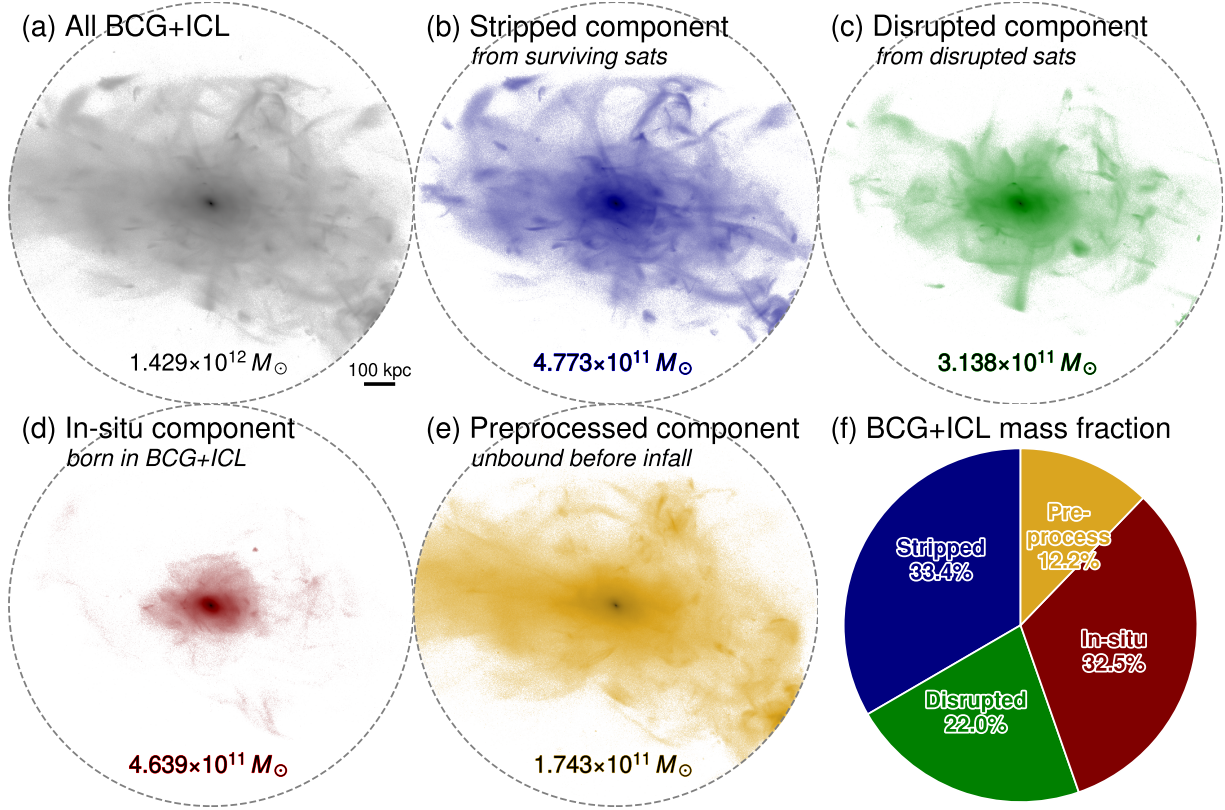 (a) All BCG+ICL
1.429×10¹² M☉
100 kpc
(b) Stripped component
from surviving sats
4.773×10¹¹ M☉
(c) Disrupted component
from disrupted sats
3.138×10¹¹ M☉
(d) In-situ component
born in BCG+ICL
4.639×10¹¹ M☉
(e) Preprocessed component
unbound before infall
1.743×10¹¹ M☉
(f) BCG+ICL mass fraction
Pre-
process
12.2%
Stripped
33.4%
In-situ
32.5%
Disrupted
22.0%